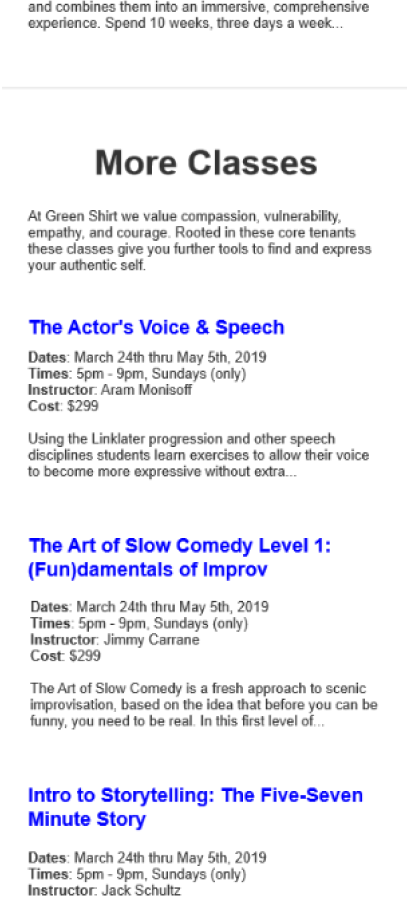 and combines them into an immersive, comprehensive
experience. Spend 10 weeks, three days a week...
More Classes
At Green Shirt we value compassion, vulnerability,
empathy, and courage. Rooted in these core tenants
these classes give you further tools to find and express
your authentic self.
The Actor's Voice & Speech
Dates: March 24th thru May 5th, 2019
Times: 5pm - 9pm, Sundays (only)
Instructor: Aram Monisoff
Cost: $299
Using the Linklater progression and other speech
disciplines students learn exercises to allow their voice
to become more expressive without extra...
The Art of Slow Comedy Level 1:
(Fun)damentals of Improv
Dates: March 24th thru May 5th, 2019
Times: 5pm - 9pm, Sundays (only)
Instructor: Jimmy Carrane
Cost: $299
The Art of Slow Comedy is a fresh approach to scenic
improvisation, based on the idea that before you can be
funny, you need to be real. In this first level of...
Intro to Storytelling: The Five-Seven
Minute Story
Dates: March 24th thru May 5th, 2019
Times: 5pm - 9pm, Sundays (only)
Instructor: Jack Schultz